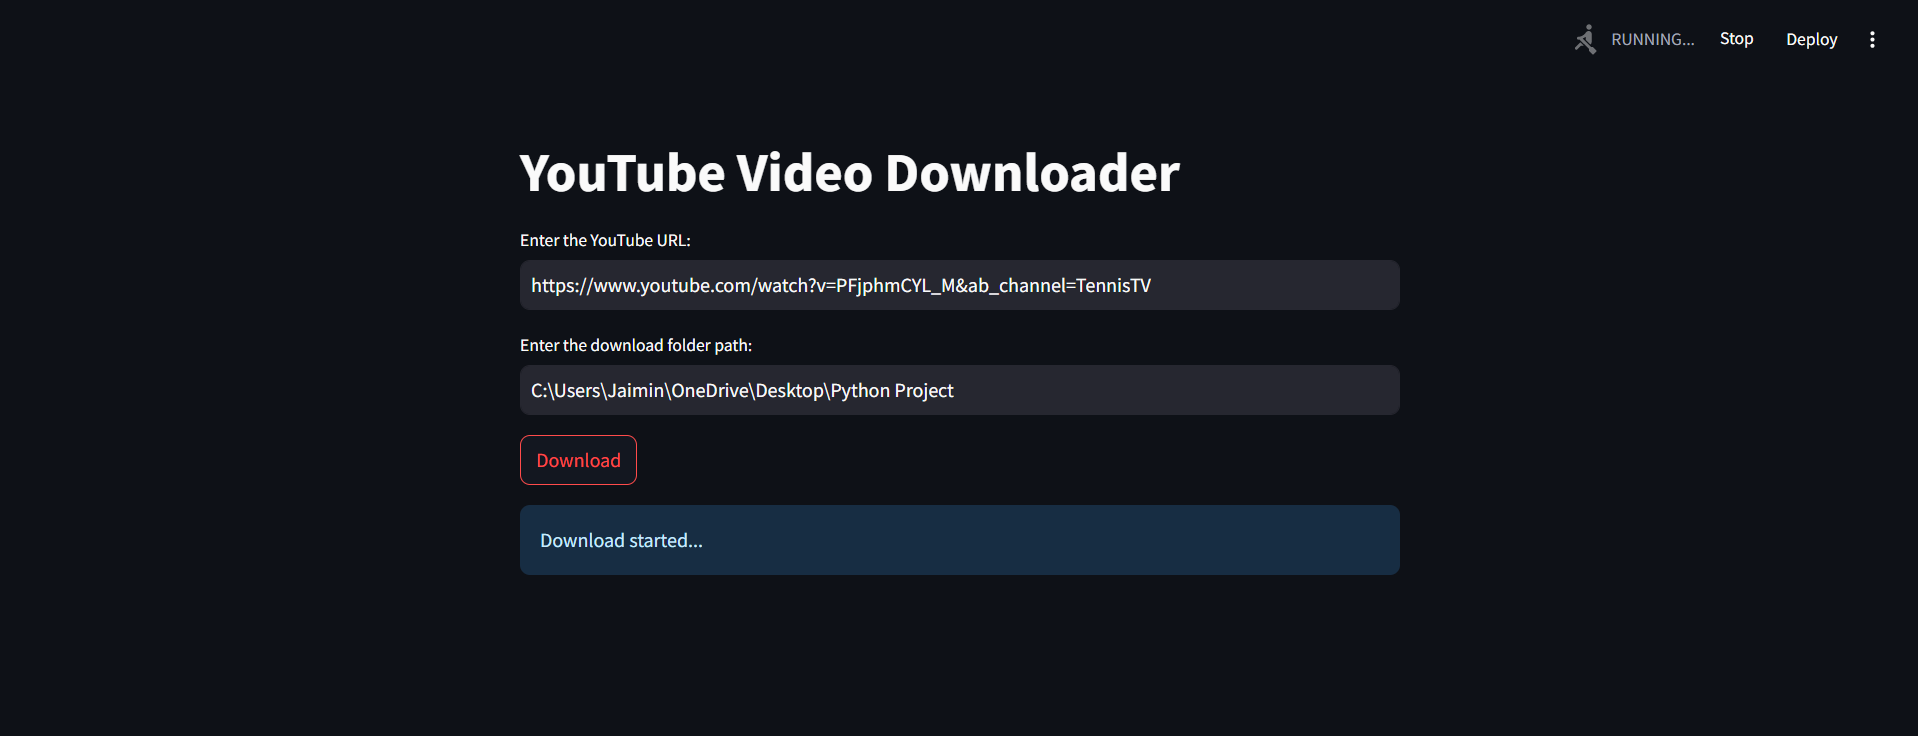 RUNNING...
Stop
Deploy
YouTube Video Downloader
Enter the YouTube URL:
https://www.youtube.com/watch?v=PFjphmCYL_M&ab_channel=TennisTV
Enter the download folder path:
C:\Users\Jaimin\OneDrive\Desktop\Python Project
Download
Download started...